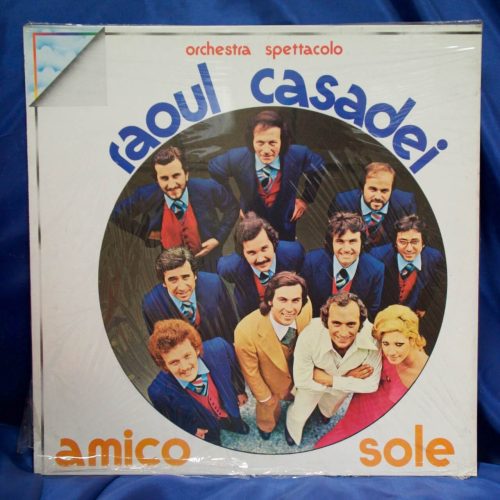 orchestra spettacolo
raoul casadei
amico sole